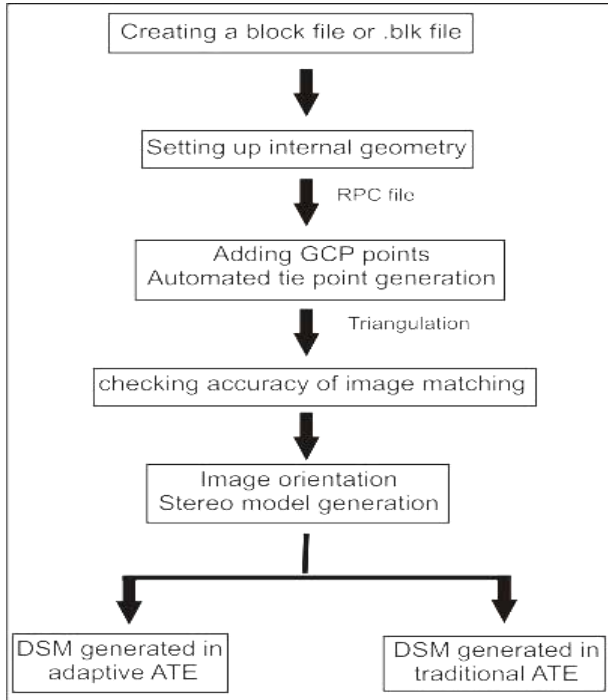 Creating a block file or .blk file
Setting up internal geometry
RPC file
Adding GCP points
Automated tie point generation
Triangulation
checking accuracy of image matching
Image orientation
Stereo model generation
DSM generated in
adaptive ATE
DSM generated in
traditional ATE